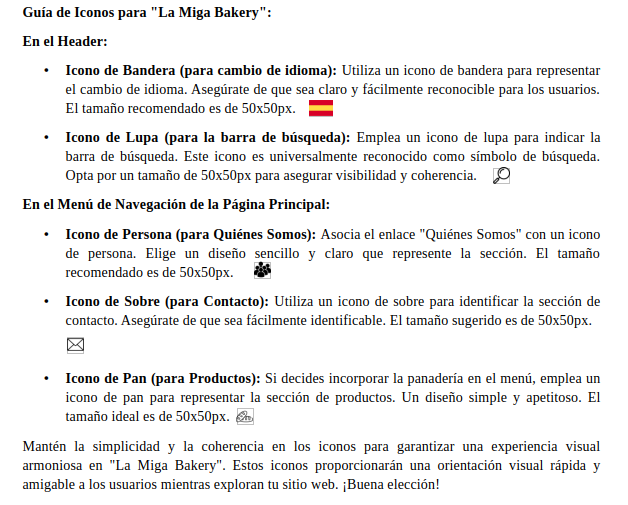 Guía de Iconos para "La Miga Bakery":
En el Header:
• Icono de Bandera (para cambio de idioma): Utiliza un icono de bandera para representar
el cambio de idioma. Asegúrate de que sea claro y fácilmente reconocible para los usuarios.
El tamaño recomendado es de 50x50px.
• Icono de Lupa (para la barra de búsqueda): Emplea un icono de lupa para indicar la
barra de búsqueda. Este icono es universalmente reconocido como símbolo de búsqueda.
Opta por un tamaño de 50x50px para asegurar visibilidad y coherencia.
En el Menú de Navegación de la Página Principal:
• Icono de Persona (para Quiénes Somos): Asocia el enlace "Quiénes Somos" con un icono
de persona. Elige un diseño sencillo y claro que represente la sección. El tamaño
recomendado es de 50x50px.
• Icono de Sobre (para Contacto): Utiliza un icono de sobre para identificar la sección de
contacto. Asegúrate de que sea fácilmente identificable. El tamaño sugerido es de 50x50px.
• Icono de Pan (para Productos): Si decides incorporar la panadería en el menú, emplea un
icono de pan para representar la sección de productos. Un diseño simple y apetitoso. El
tamaño ideal es de 50x50px.
Mantén la simplicidad y la coherencia en los iconos para garantizar una experiencia visual
armoniosa en "La Miga Bakery". Estos iconos proporcionarán una orientación visual rápida y
amigable a los usuarios mientras exploran tu sitio web. ¡Buena elección!